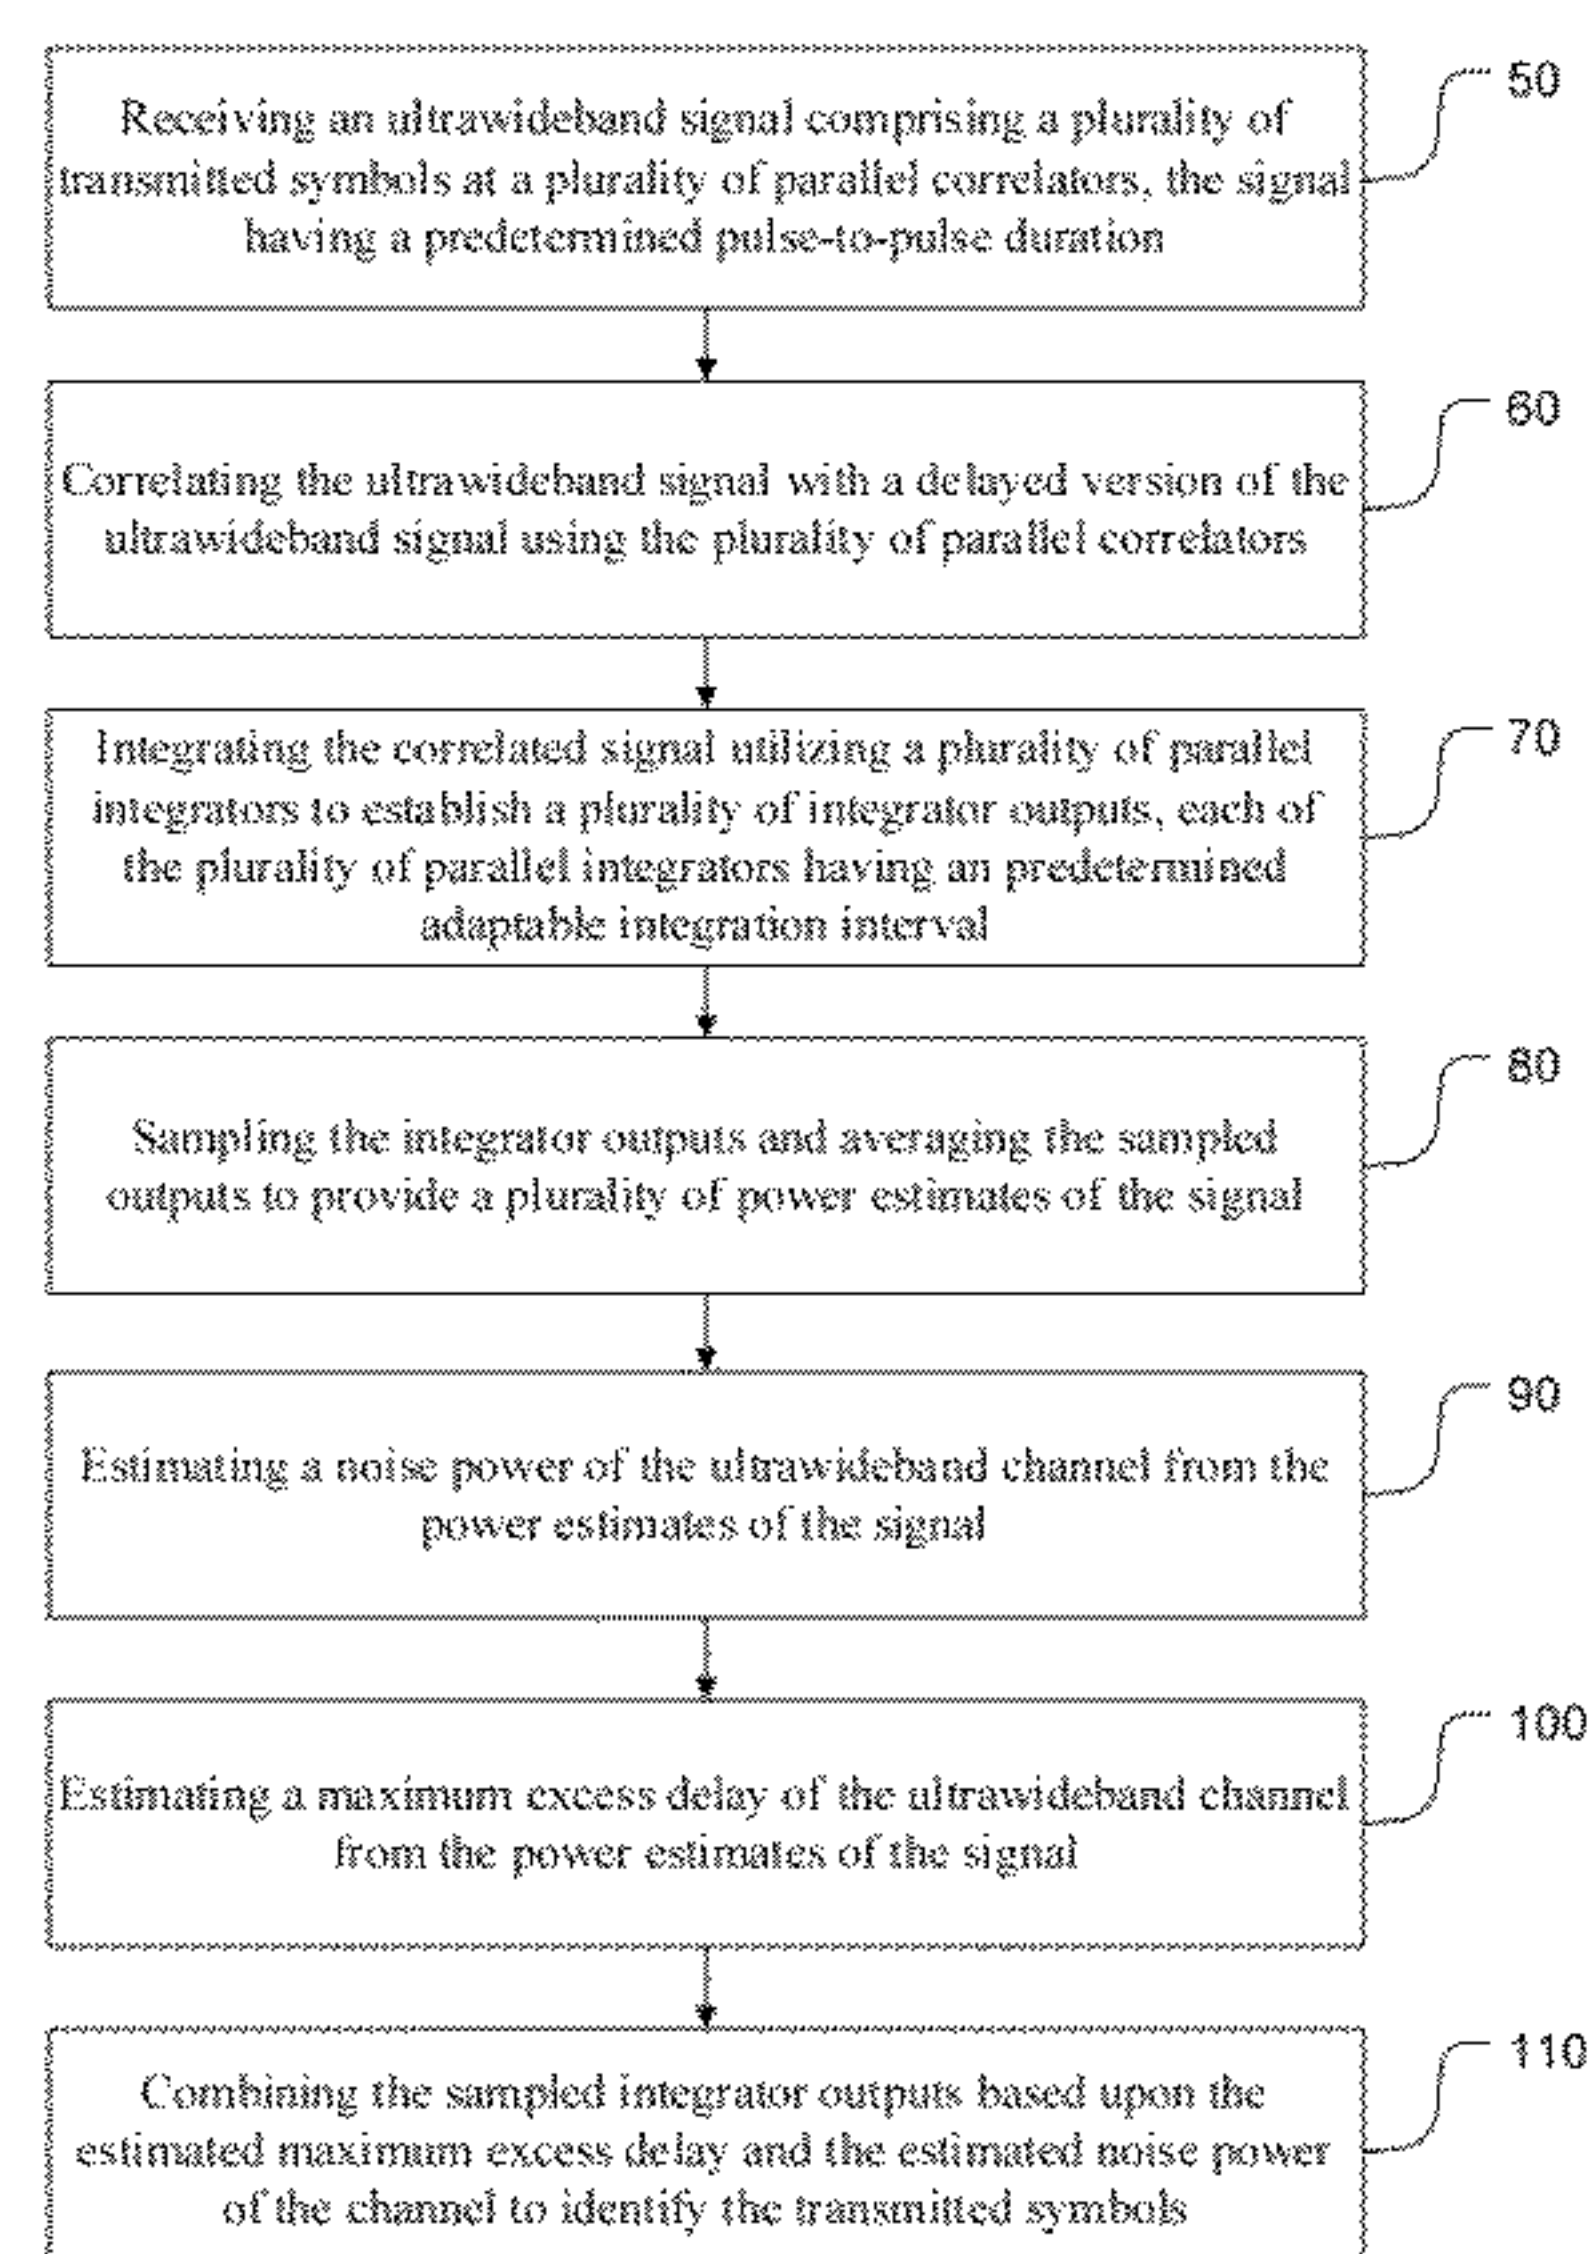 50
Receiving an ultrawideband signal comprising a plurality of
transmitted symbols at a plurality of parallel correlators, the signal
having a predetermined pulse-to-pulse duration
60
Correlating the ultrawideband signal with a delayed version of the
ultrawideband signal using the plurality of parallel correlators
70
Integrating the correlated signal utilizing a plurality of parallel
integrators to establish a plurality of integrator outputs, each of
the plurality of parallel integrators having an predetermined
adaptable integration interval
80
Sampling the integrator outputs and averaging the sampled
outputs to provide a plurality of power estimates of the signal
90
Estimating a noise power of the ultrawideband channel from the
power estimates of the signal
100
Estimating a maximum excess delay of the ultrawideband channel
from the power estimates of the signal
110
Combining the sampled integrator outputs based upon the
estimated maximum excess delay and the estimated noise power
of the channel to identify the transmitted symbols